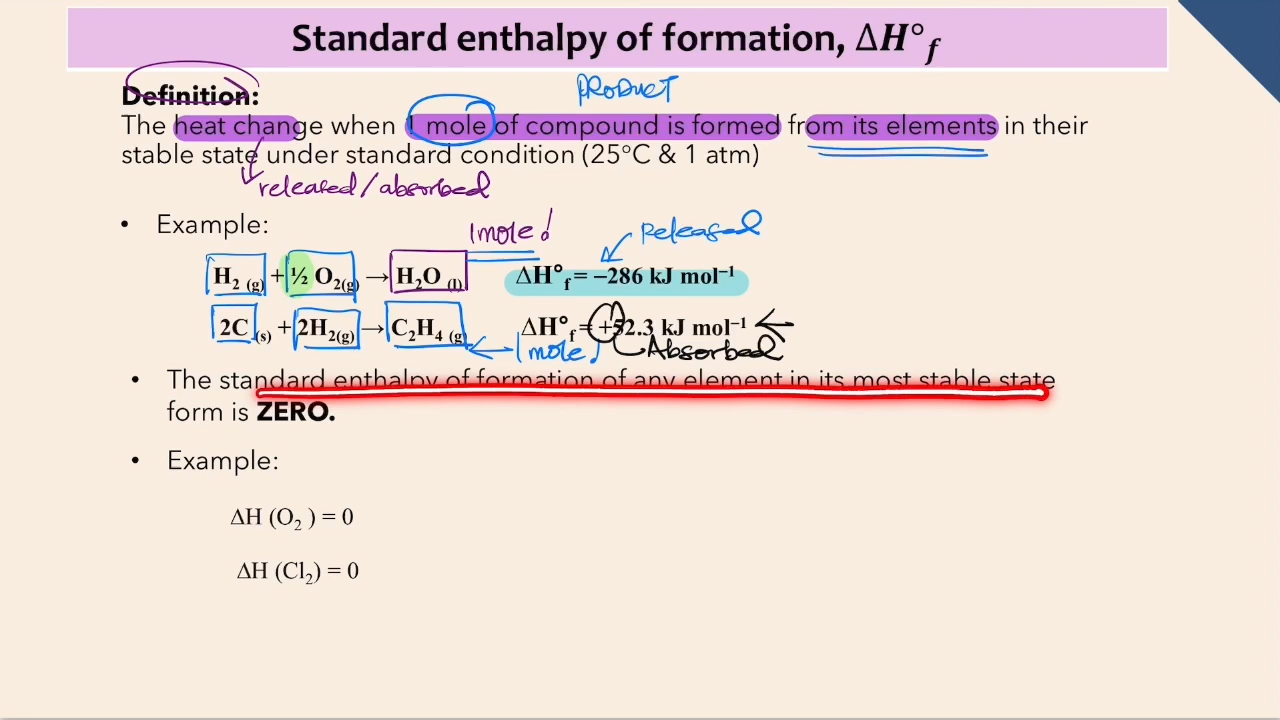 Standard enthalpy of formation, ΔH°f
Definition:
PRODUCT
The heat change when 1 mole of compound is formed from its elements in their
stable state under standard condition (25°C & 1 atm)
released/absorbed
• Example:
1mole!
Released
H₂ (g) + ½ O₂(g) → H₂O (l) ΔH°f = −286 kJ mol⁻¹
2C (s) + 2H₂(g) → C₂H₄ (g) ΔH°f = +52.3 kJ mol⁻¹
1mole!
Absorbed
• The standard enthalpy of formation of any element in its most stable state
form is ZERO.
• Example:
ΔH (O₂ ) = 0
ΔH (Cl₂) = 0